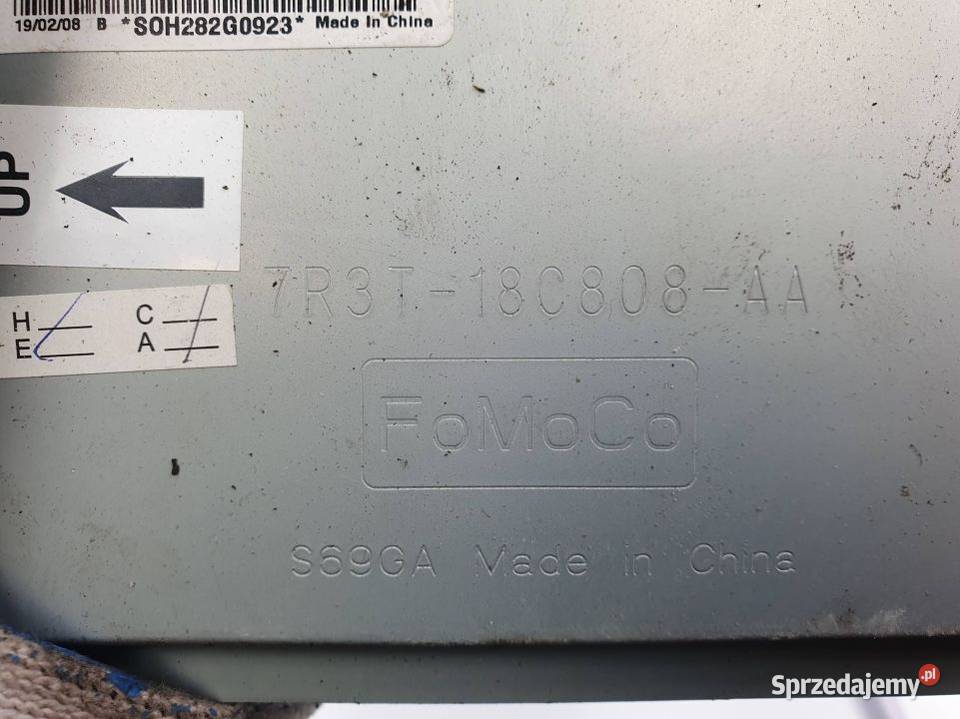 19/02/08 B *SOH282G0923* Made In China
UP
7R3T-18C808-AA
H C
E A
FoMoCo
S69GA Made in China
Sprzedajemy.pl